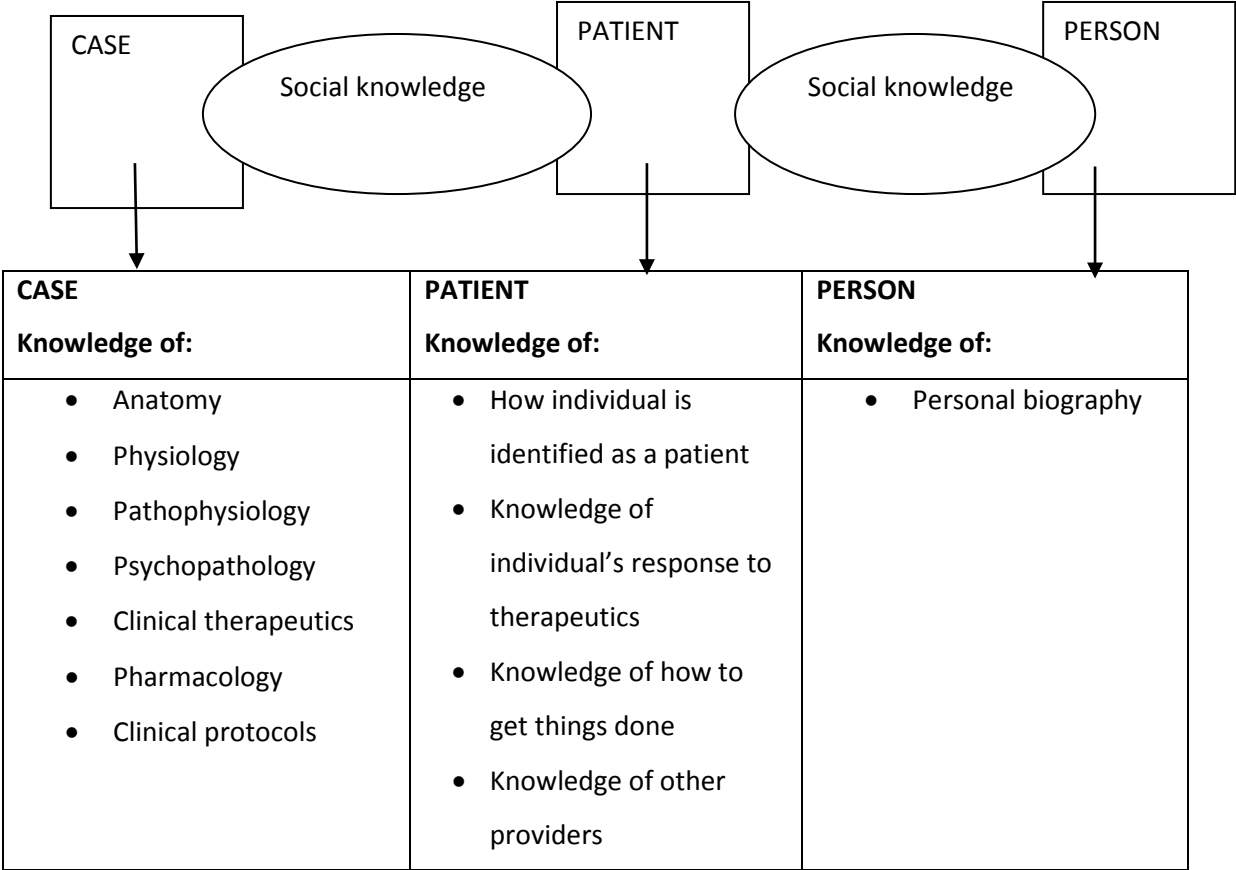 CASE
Social knowledge
PATIENT
Social knowledge
PERSON
CASE
Knowledge of:
• Anatomy
• Physiology
• Pathophysiology
• Psychopathology
• Clinical therapeutics
• Pharmacology
• Clinical protocols
PATIENT
Knowledge of:
• How individual is
identified as a patient
• Knowledge of
individual’s response to
therapeutics
• Knowledge of how to
get things done
• Knowledge of other
providers
PERSON
Knowledge of:
• Personal biography